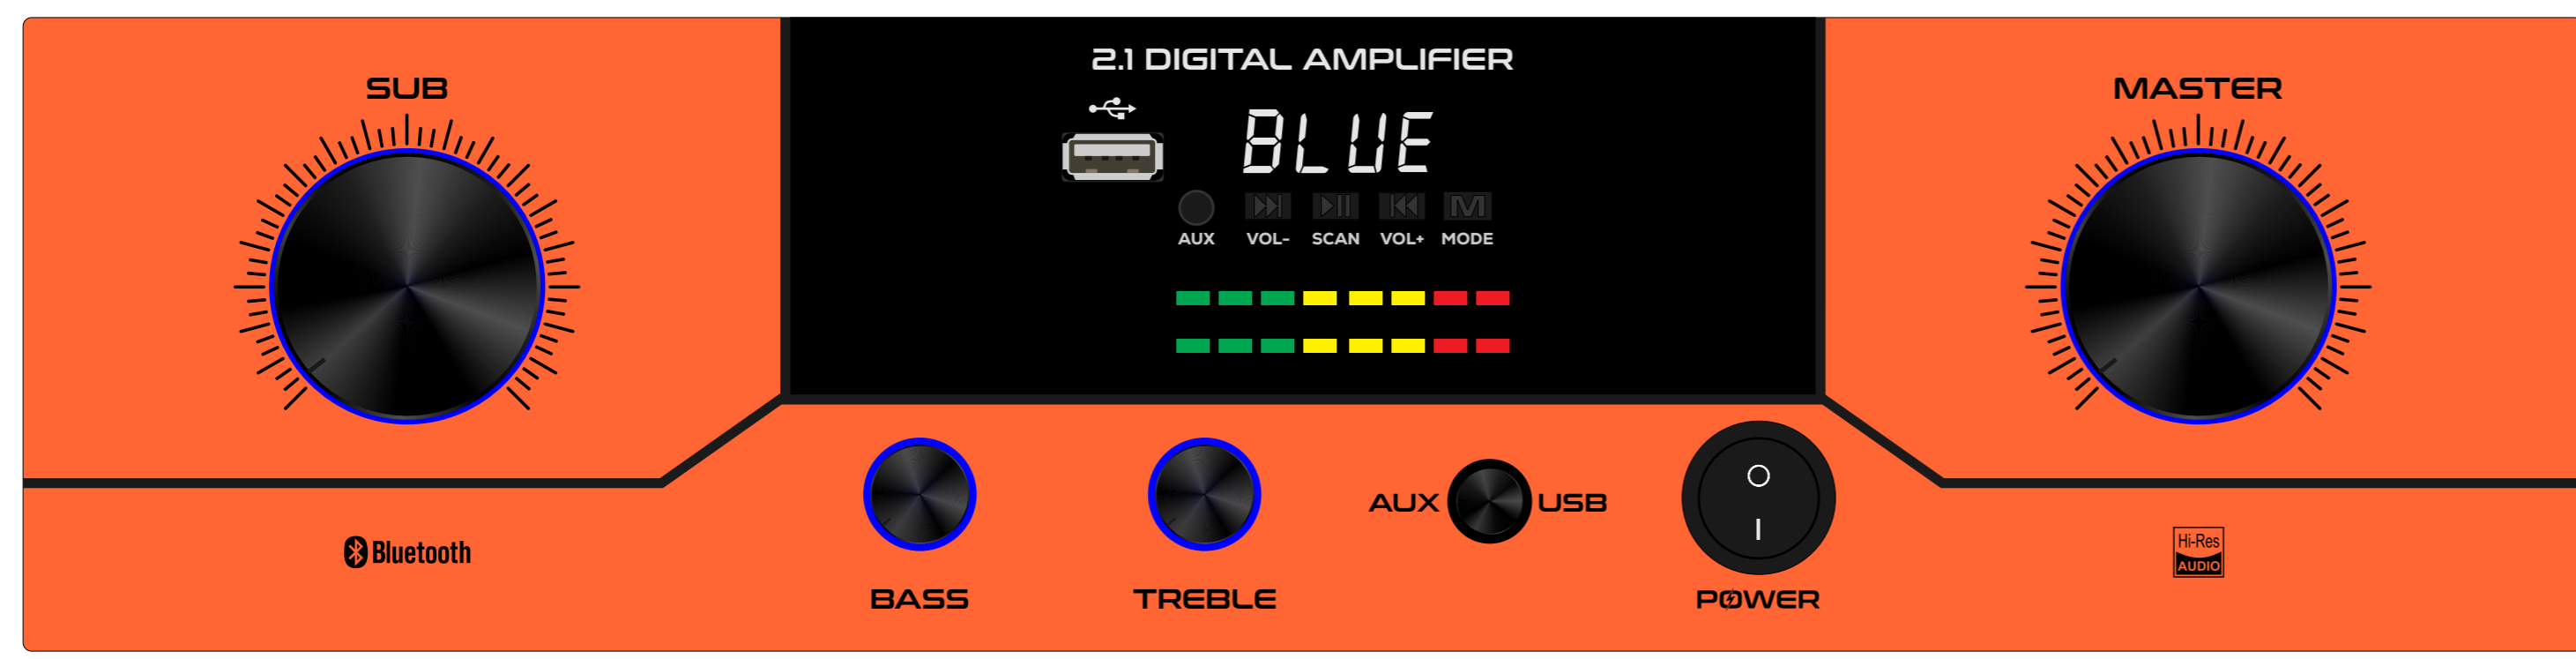 SUB
2.1 DIGITAL AMPLIFIER
BLUE
AUX VOL- SCAN VOL+ MODE
M
MASTER
AUX USB
BASS TREBLE POWER
Bluetooth
Hi-Res
AUDIO